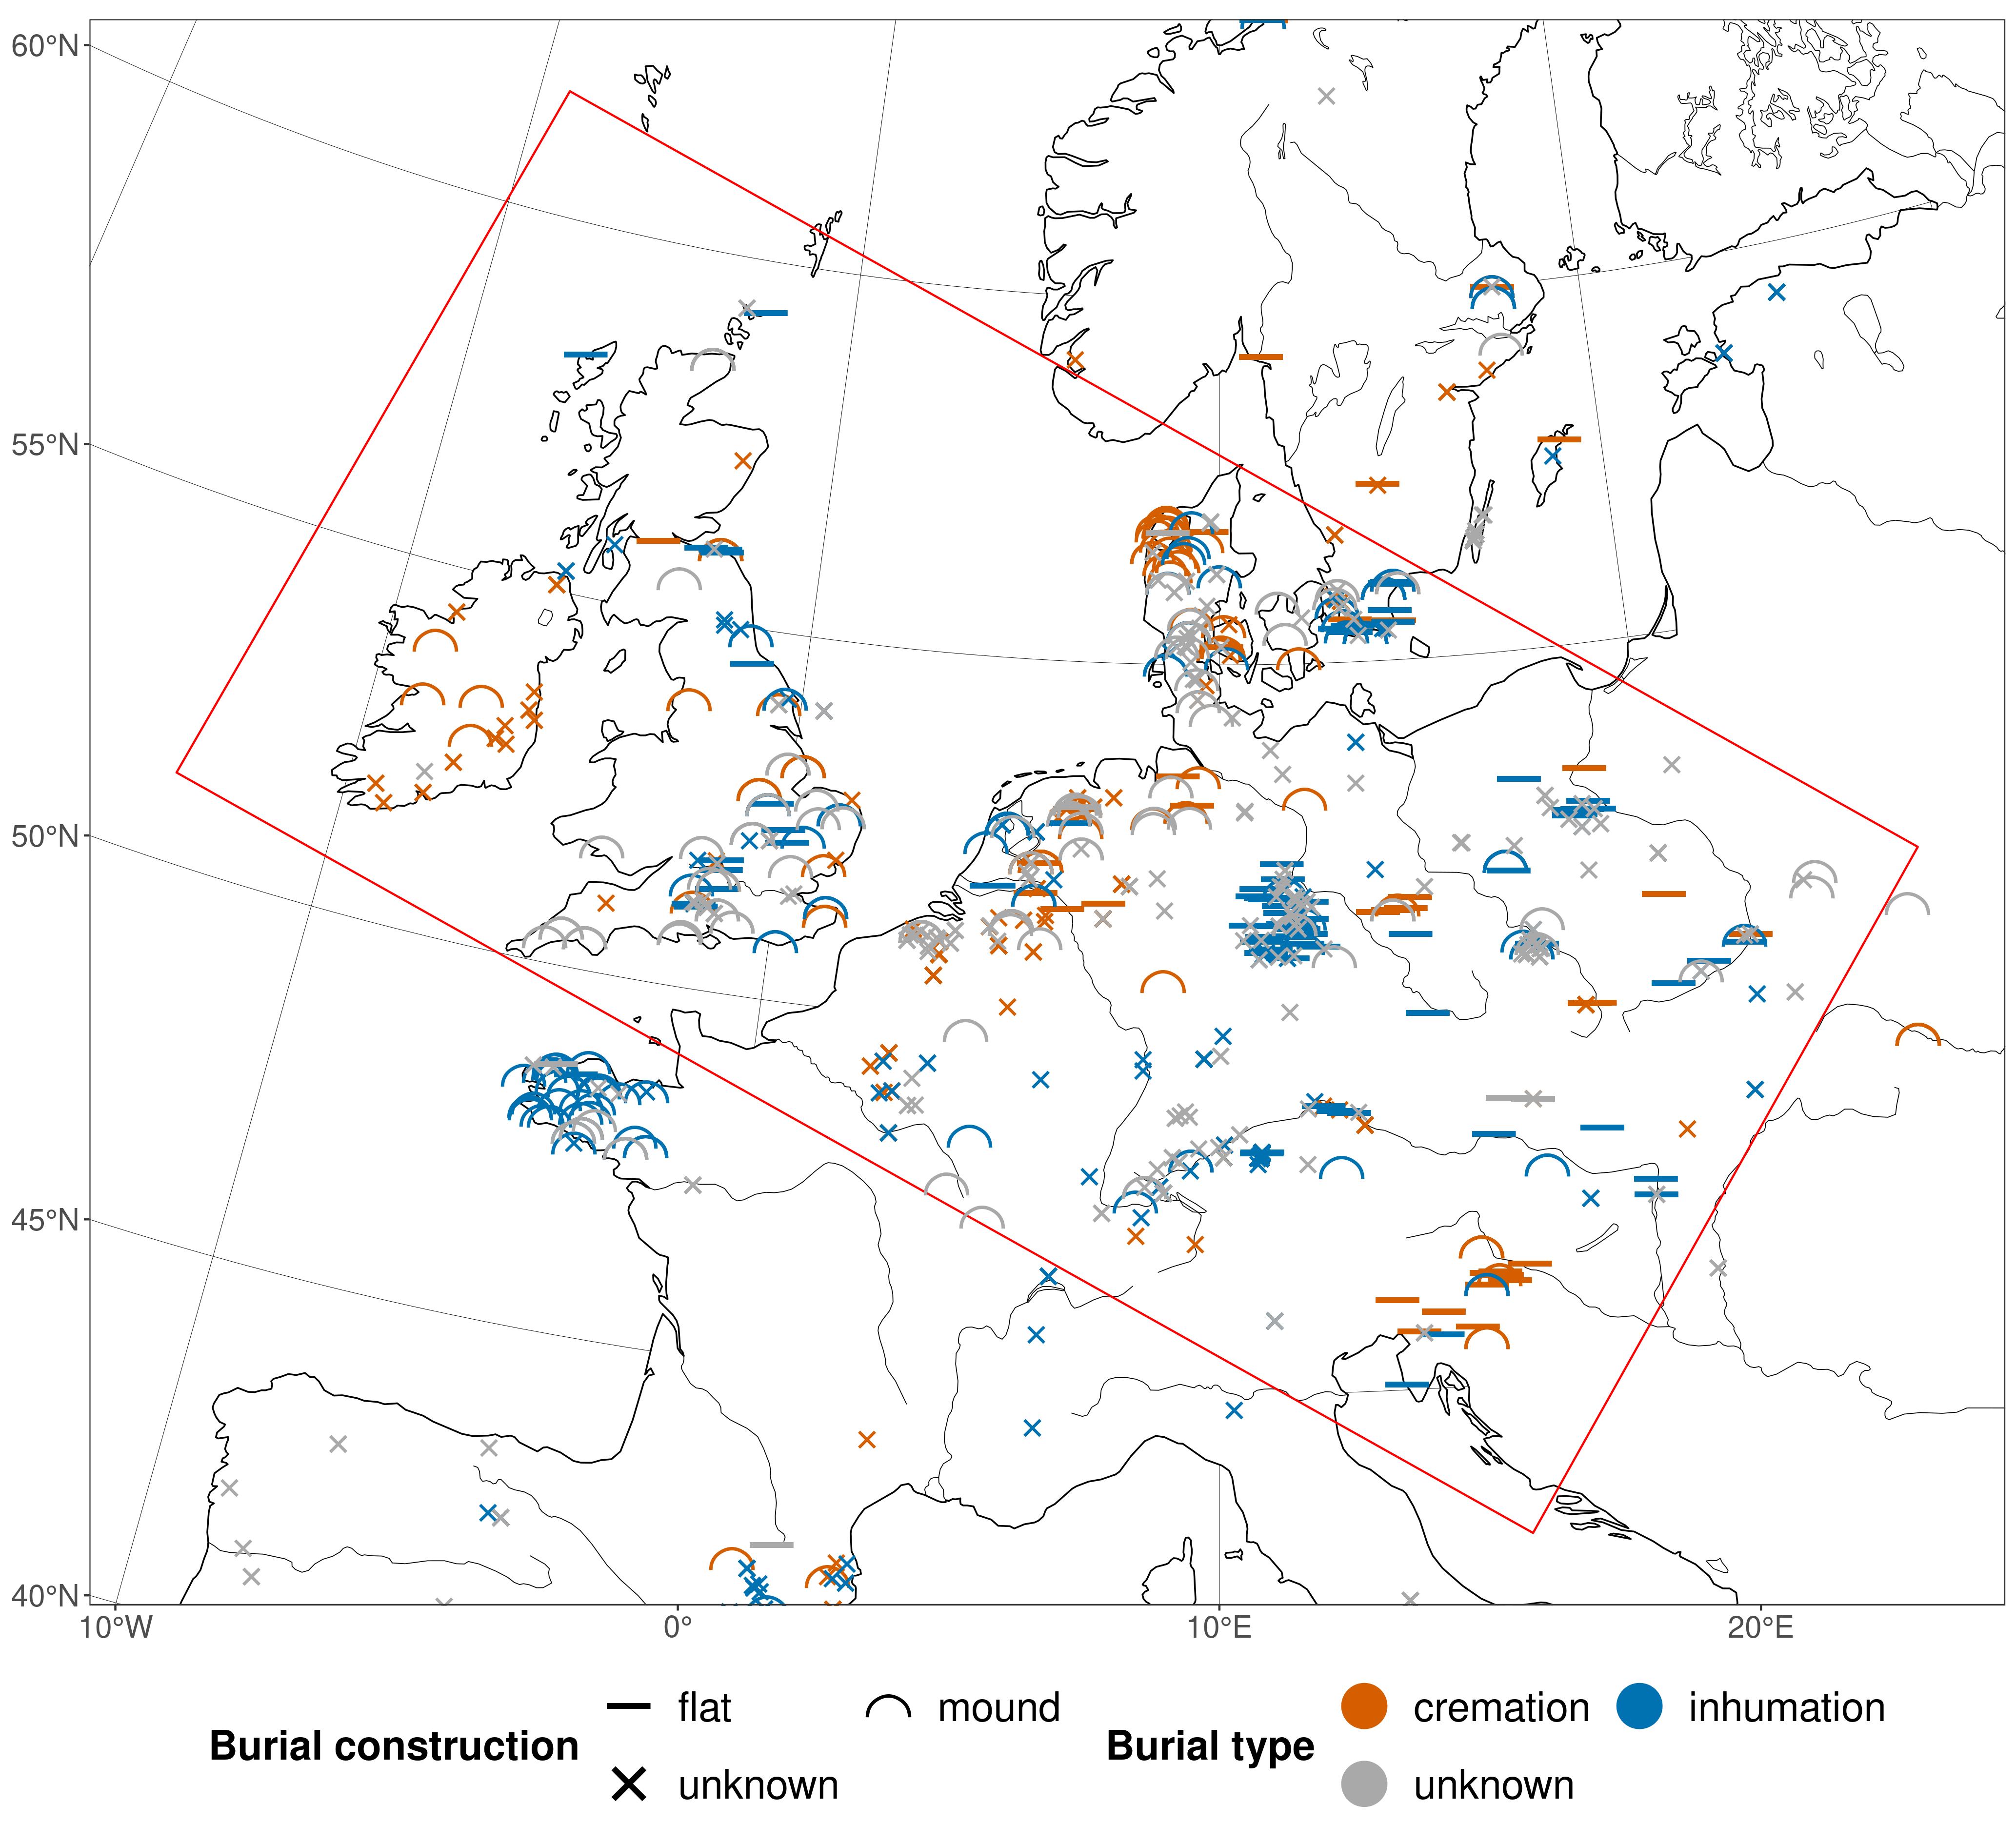 60°N
55°N
50°N
45°N
40°N
10°W 0° 10°E 20°E
Burial construction
flat mound
unknown
Burial type
cremation inhumation
unknown